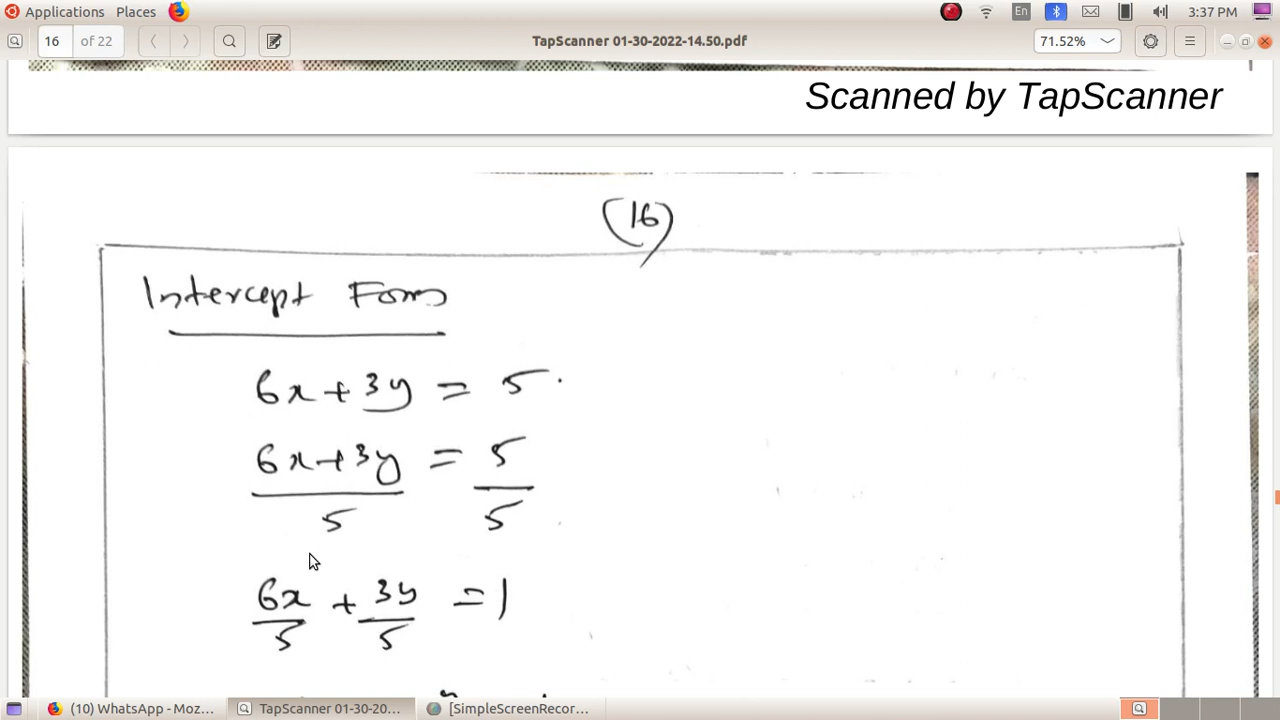 Applications Places En 3:37 PM
16 of 22 TapScanner 01-30-2022-14.50.pdf 71.52%
Scanned by TapScanner
(16)
Intercept Form
6x+3y = 5.
6x+3y = 5
5 5
6x + 3y = 1
5 5
(10) WhatsApp - Moz... TapScanner 01-30-20... [SimpleScreenRecor...